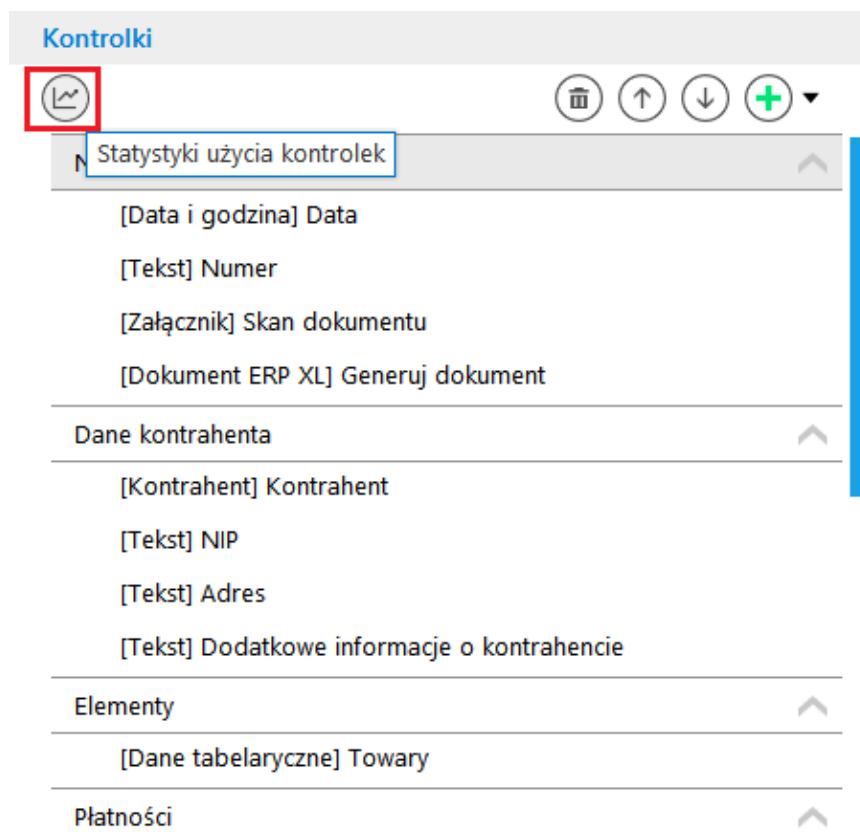 Kontrolki
Statystyki użycia kontrolek
[Data i godzina] Data
[Tekst] Numer
[Załącznik] Skan dokumentu
[Dokument ERP XL] Generuj dokument
Dane kontrahenta
[Kontrahent] Kontrahent
[Tekst] NIP
[Tekst] Adres
[Tekst] Dodatkowe informacje o kontrahencie
Elementy
[Dane tabelaryczne] Towary
Płatności